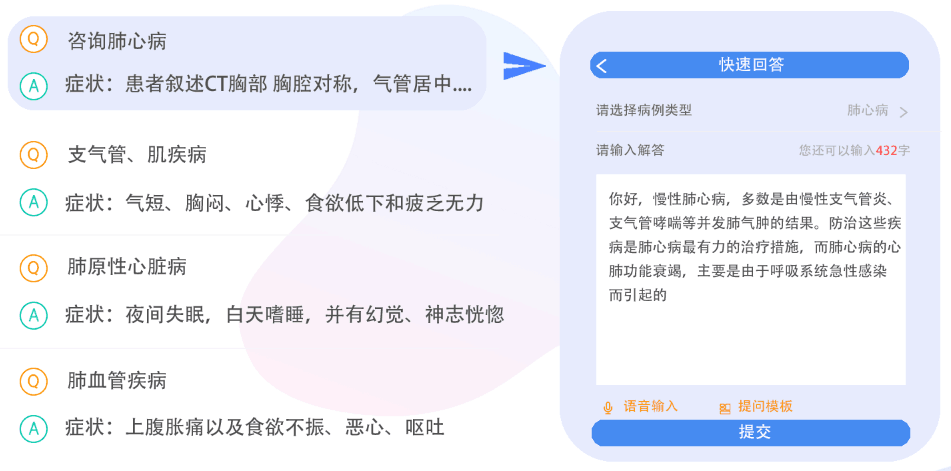 Q 咨询肺心病
A 症状：患者叙述CT胸部 胸腔对称，气管居中....
Q 支气管、肌疾病
A 症状：气短、胸闷、心悸、食欲低下和疲乏无力
Q 肺原性心脏病
A 症状：夜间失眠，白天嗜睡，并有幻觉、神志恍惚
Q 肺血管疾病
A 症状：上腹胀痛以及食欲不振、恶心、呕吐
快速回答
请选择病例类型 肺心病
请输入解答 您还可以输入432字
你好，慢性肺心病，多数是由慢性支气管炎、
支气管哮喘等并发肺气肿的结果。防治这些疾
病是肺心病最有力的治疗措施，而肺心病的心
肺功能衰竭，主要是由于呼吸系统急性感染
而引起的
语音输入 提问模板
提交